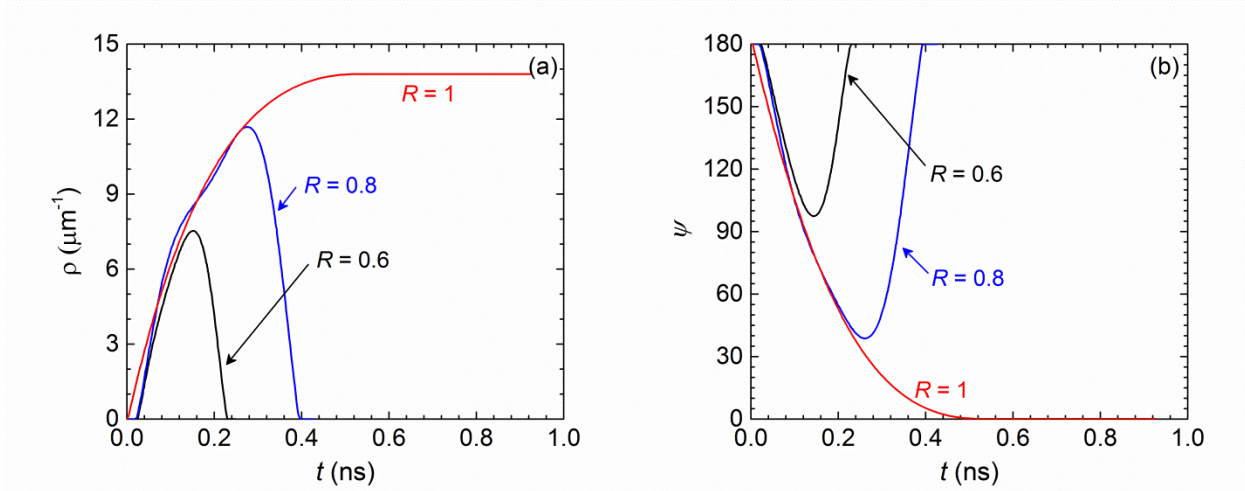 15
(a)
R = 1
12
9
R = 0.8
ρ (μm⁻¹)
6
R = 0.6
3
0
0.0 0.2 0.4 0.6 0.8 1.0
t (ns)
180
(b)
150
120
R = 0.6
90
ψ
R = 0.8
60
30
R = 1
0
0.0 0.2 0.4 0.6 0.8 1.0
t (ns)